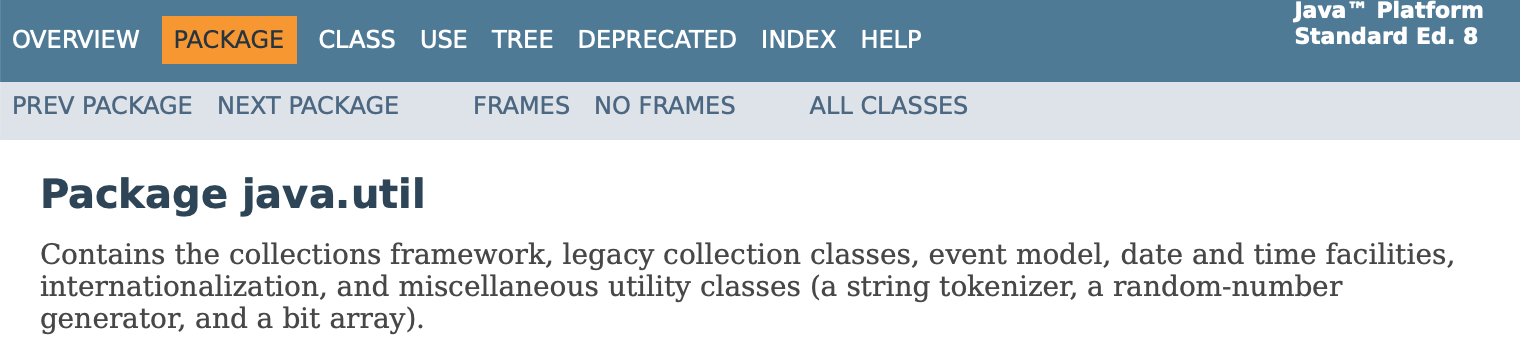 OVERVIEW PACKAGE CLASS USE TREE DEPRECATED INDEX HELP
Java™ Platform
Standard Ed. 8
PREV PACKAGE NEXT PACKAGE FRAMES NO FRAMES ALL CLASSES
Package java.util
Contains the collections framework, legacy collection classes, event model, date and time facilities,
internationalization, and miscellaneous utility classes (a string tokenizer, a random-number
generator, and a bit array).